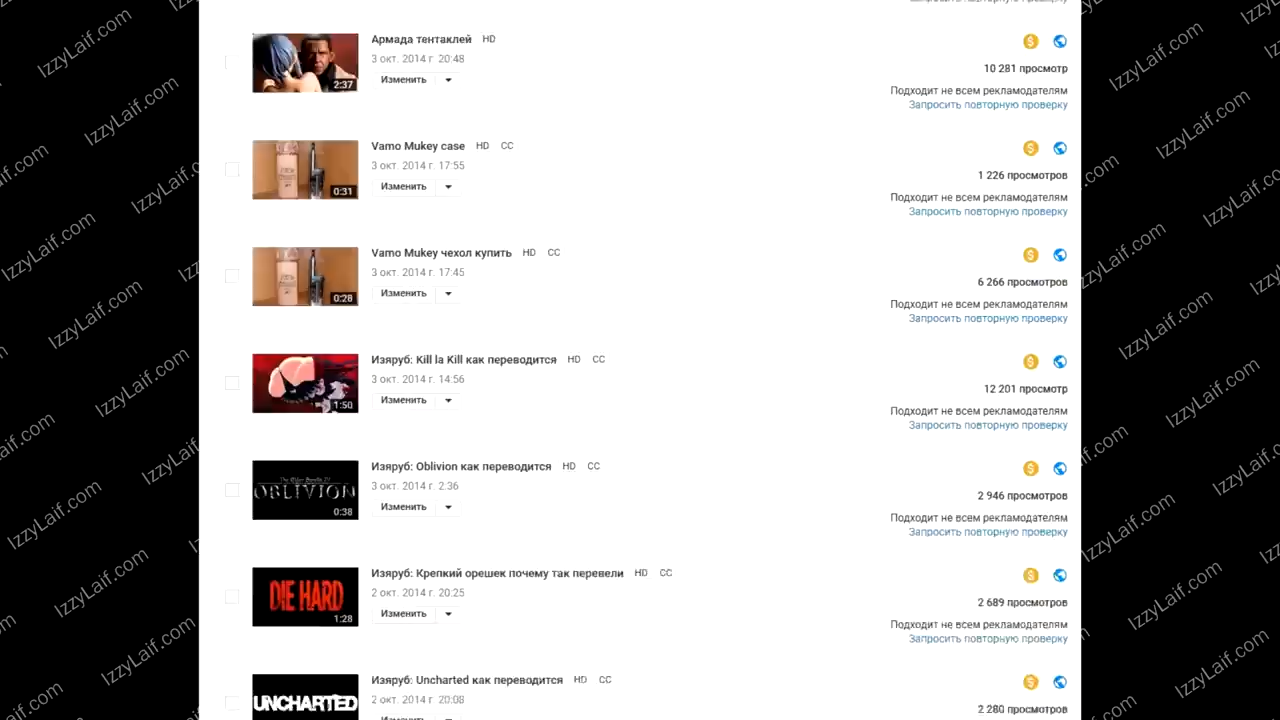 Армада тентаклей HD
3 окт. 2014 г. 20:48
Изменить
2:37
10 281 просмотр
Подходит не всем рекламодателям
Запросить повторную проверку
Vamo Mukey case HD CC
3 окт. 2014 г. 17:55
Изменить
0:31
1 226 просмотров
Подходит не всем рекламодателям
Запросить повторную проверку
Vamo Mukey чехол купить HD CC
3 окт. 2014 г. 17:45
Изменить
0:28
6 266 просмотров
Подходит не всем рекламодателям
Запросить повторную проверку
Изяруб: Kill la Kill как переводится HD CC
3 окт. 2014 г. 14:56
Изменить
1:50
12 201 просмотр
Подходит не всем рекламодателям
Запросить повторную проверку
Изяруб: Oblivion как переводится HD CC
3 окт. 2014 г. 2:36
The Elder Scrolls IV
OBLIVION
Изменить
0:38
2 946 просмотров
Подходит не всем рекламодателям
Запросить повторную проверку
Изяруб: Крепкий орешек почему так перевели HD CC
2 окт. 2014 г. 20:25
DIE HARD
Изменить
1:28
2 689 просмотров
Подходит не всем рекламодателям
Запросить повторную проверку
Изяруб: Uncharted как переводится HD CC
2 окт. 2014 г. 20:08
UNCHARTED
Изменить
2 280 просмотров
IzzyLaif.com